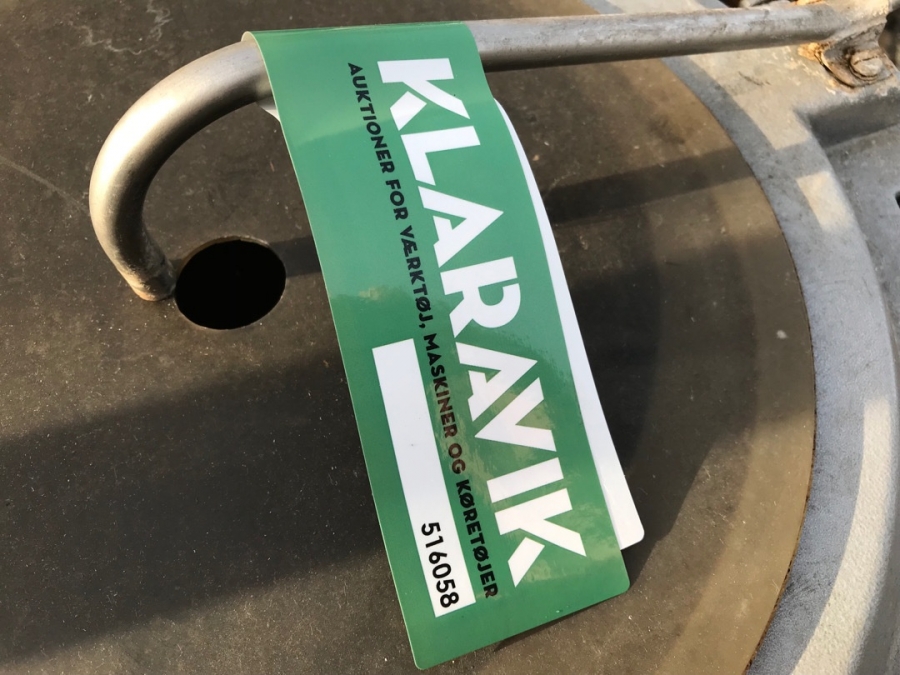 KLARAVIK
AUKTIONER FOR VÆRKTØJ, MASKINER OG KØRETØJER
516058